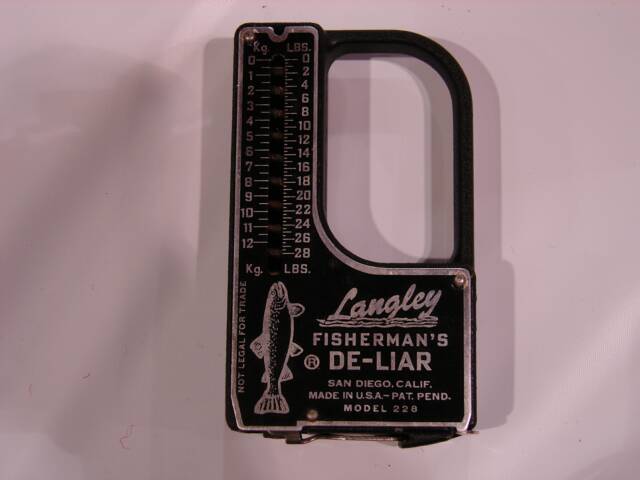 Kg. LBS.
0 0
1 2
2 4
3 6
4 8
5 10
6 12
7 14
8 16
9 18
10 20
11 22
12 24
26
28
Kg. LBS.
NOT LEGAL FOR TRADE
Langley
FISHERMAN'S
® DE-LIAR
SAN DIEGO, CALIF.
MADE IN U.S.A.-PAT. PEND.
MODEL 228